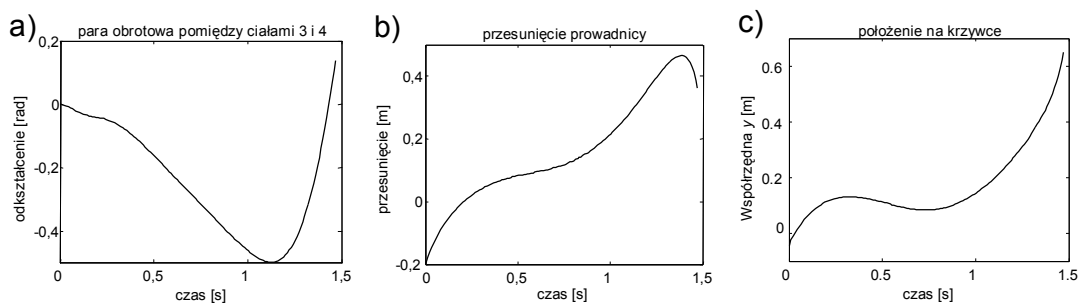 a)
para obrotowa pomiędzy ciałami 3 i 4
odkształcenie [rad]
0,2
0
-0,2
-0,4
0
0,5
1
1,5
czas [s]
b)
przesunięcie prowadnicy
przesunięcie [m]
0,4
0,2
0
-0,2
0
0,5
1
1,5
czas [s]
c)
położenie na krzywce
Współrzędna y [m]
0.6
0.4
0.2
0
0
0.5
1
1.5
czas [s]